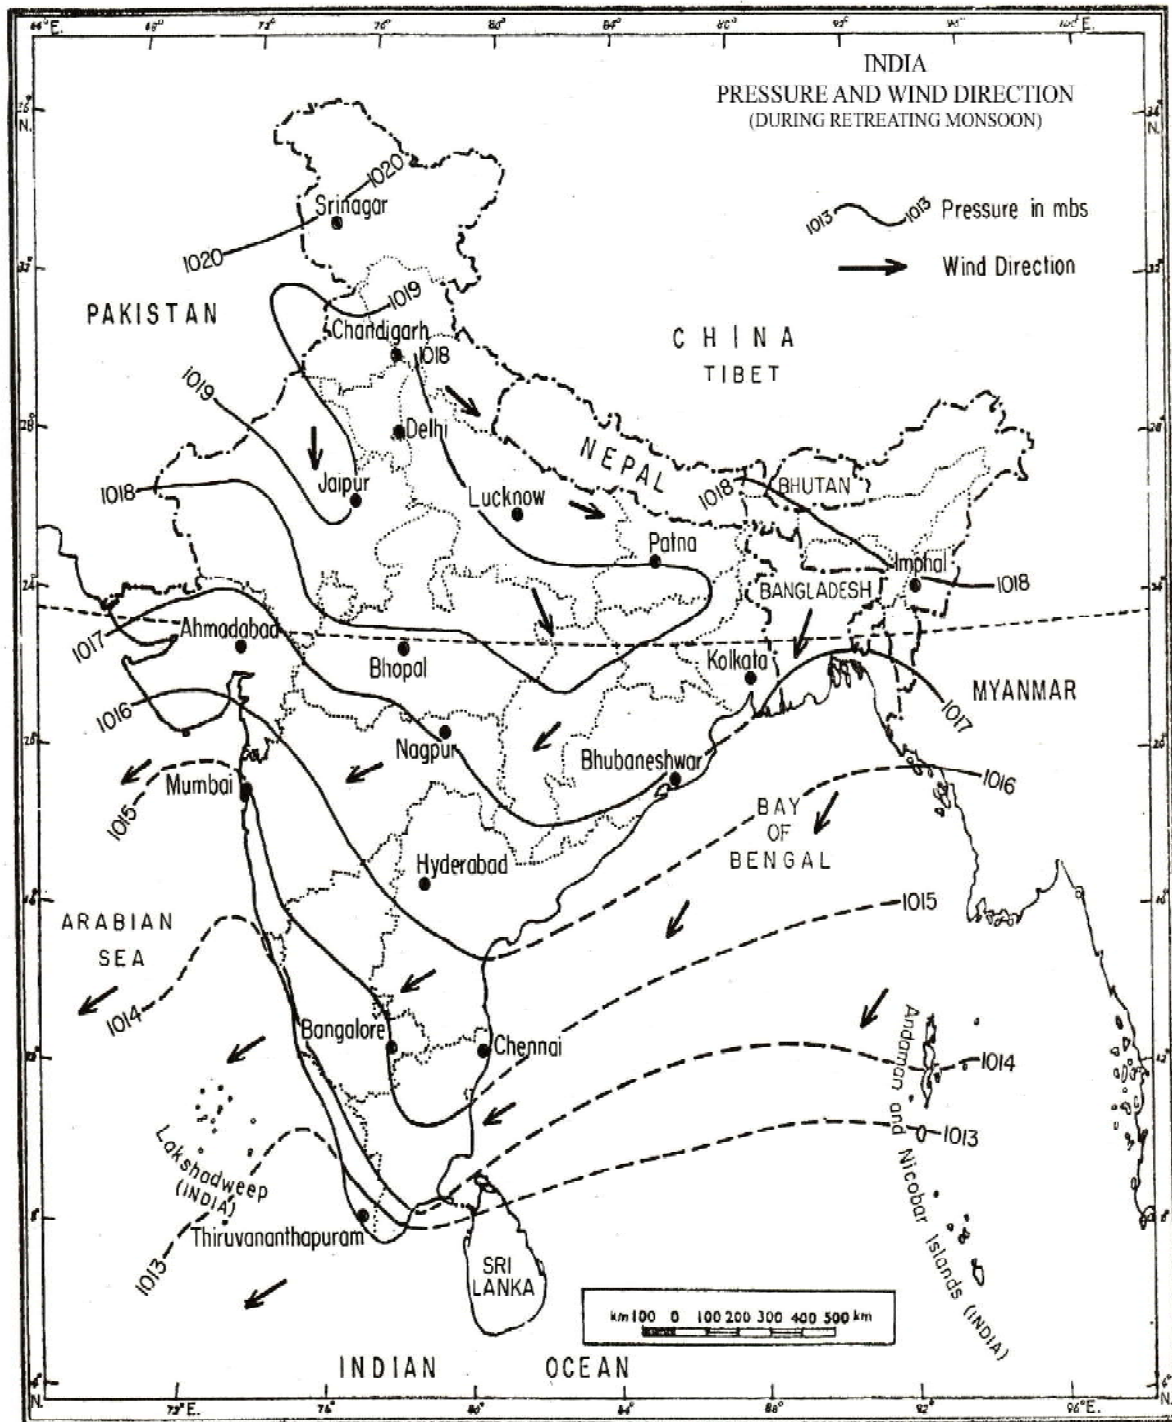 INDIA
PRESSURE AND WIND DIRECTION
(DURING RETREATING MONSOON)
1013 1013 Pressure in mbs
Wind Direction
1020
Srinagar
1020
PAKISTAN
1019
Chandigarh
1018
CHINA
TIBET
1019
Delhi
NEPAL
Jaipur
1018
Lucknow
1018
BHUTAN
Patna
Imphal
1018
BANGLADESH
1017
Ahmadabad
Bhopal
Kolkata
MYANMAR
1017
1016
Nagpur
Bhubaneshwar
Mumbai
1015
1016
BAY
OF
BENGAL
Hyderabad
ARABIAN
SEA
1015
1014
Bangalore
Chennai
1014
Andaman and Nicobar Islands (INDIA)
1013
Lakshadweep
(INDIA)
Thiruvananthapuram
1013
SRI
LANKA
km 100 0 100 200 300 400 500 km
INDIAN OCEAN